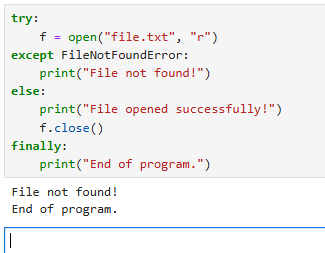 try:
    f = open("file.txt", "r")
except FileNotFoundError:
    print("File not found!")
else:
    print("File opened successfully!")
    f.close()
finally:
    print("End of program.")
File not found!
End of program.